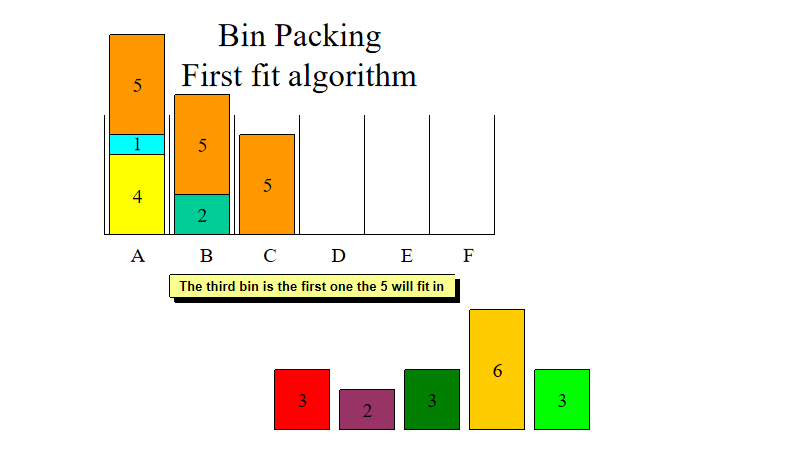 Bin Packing
First fit algorithm
5
1
4
5
2
5
A B C D E F
The third bin is the first one the 5 will fit in
3 2 3 6 3